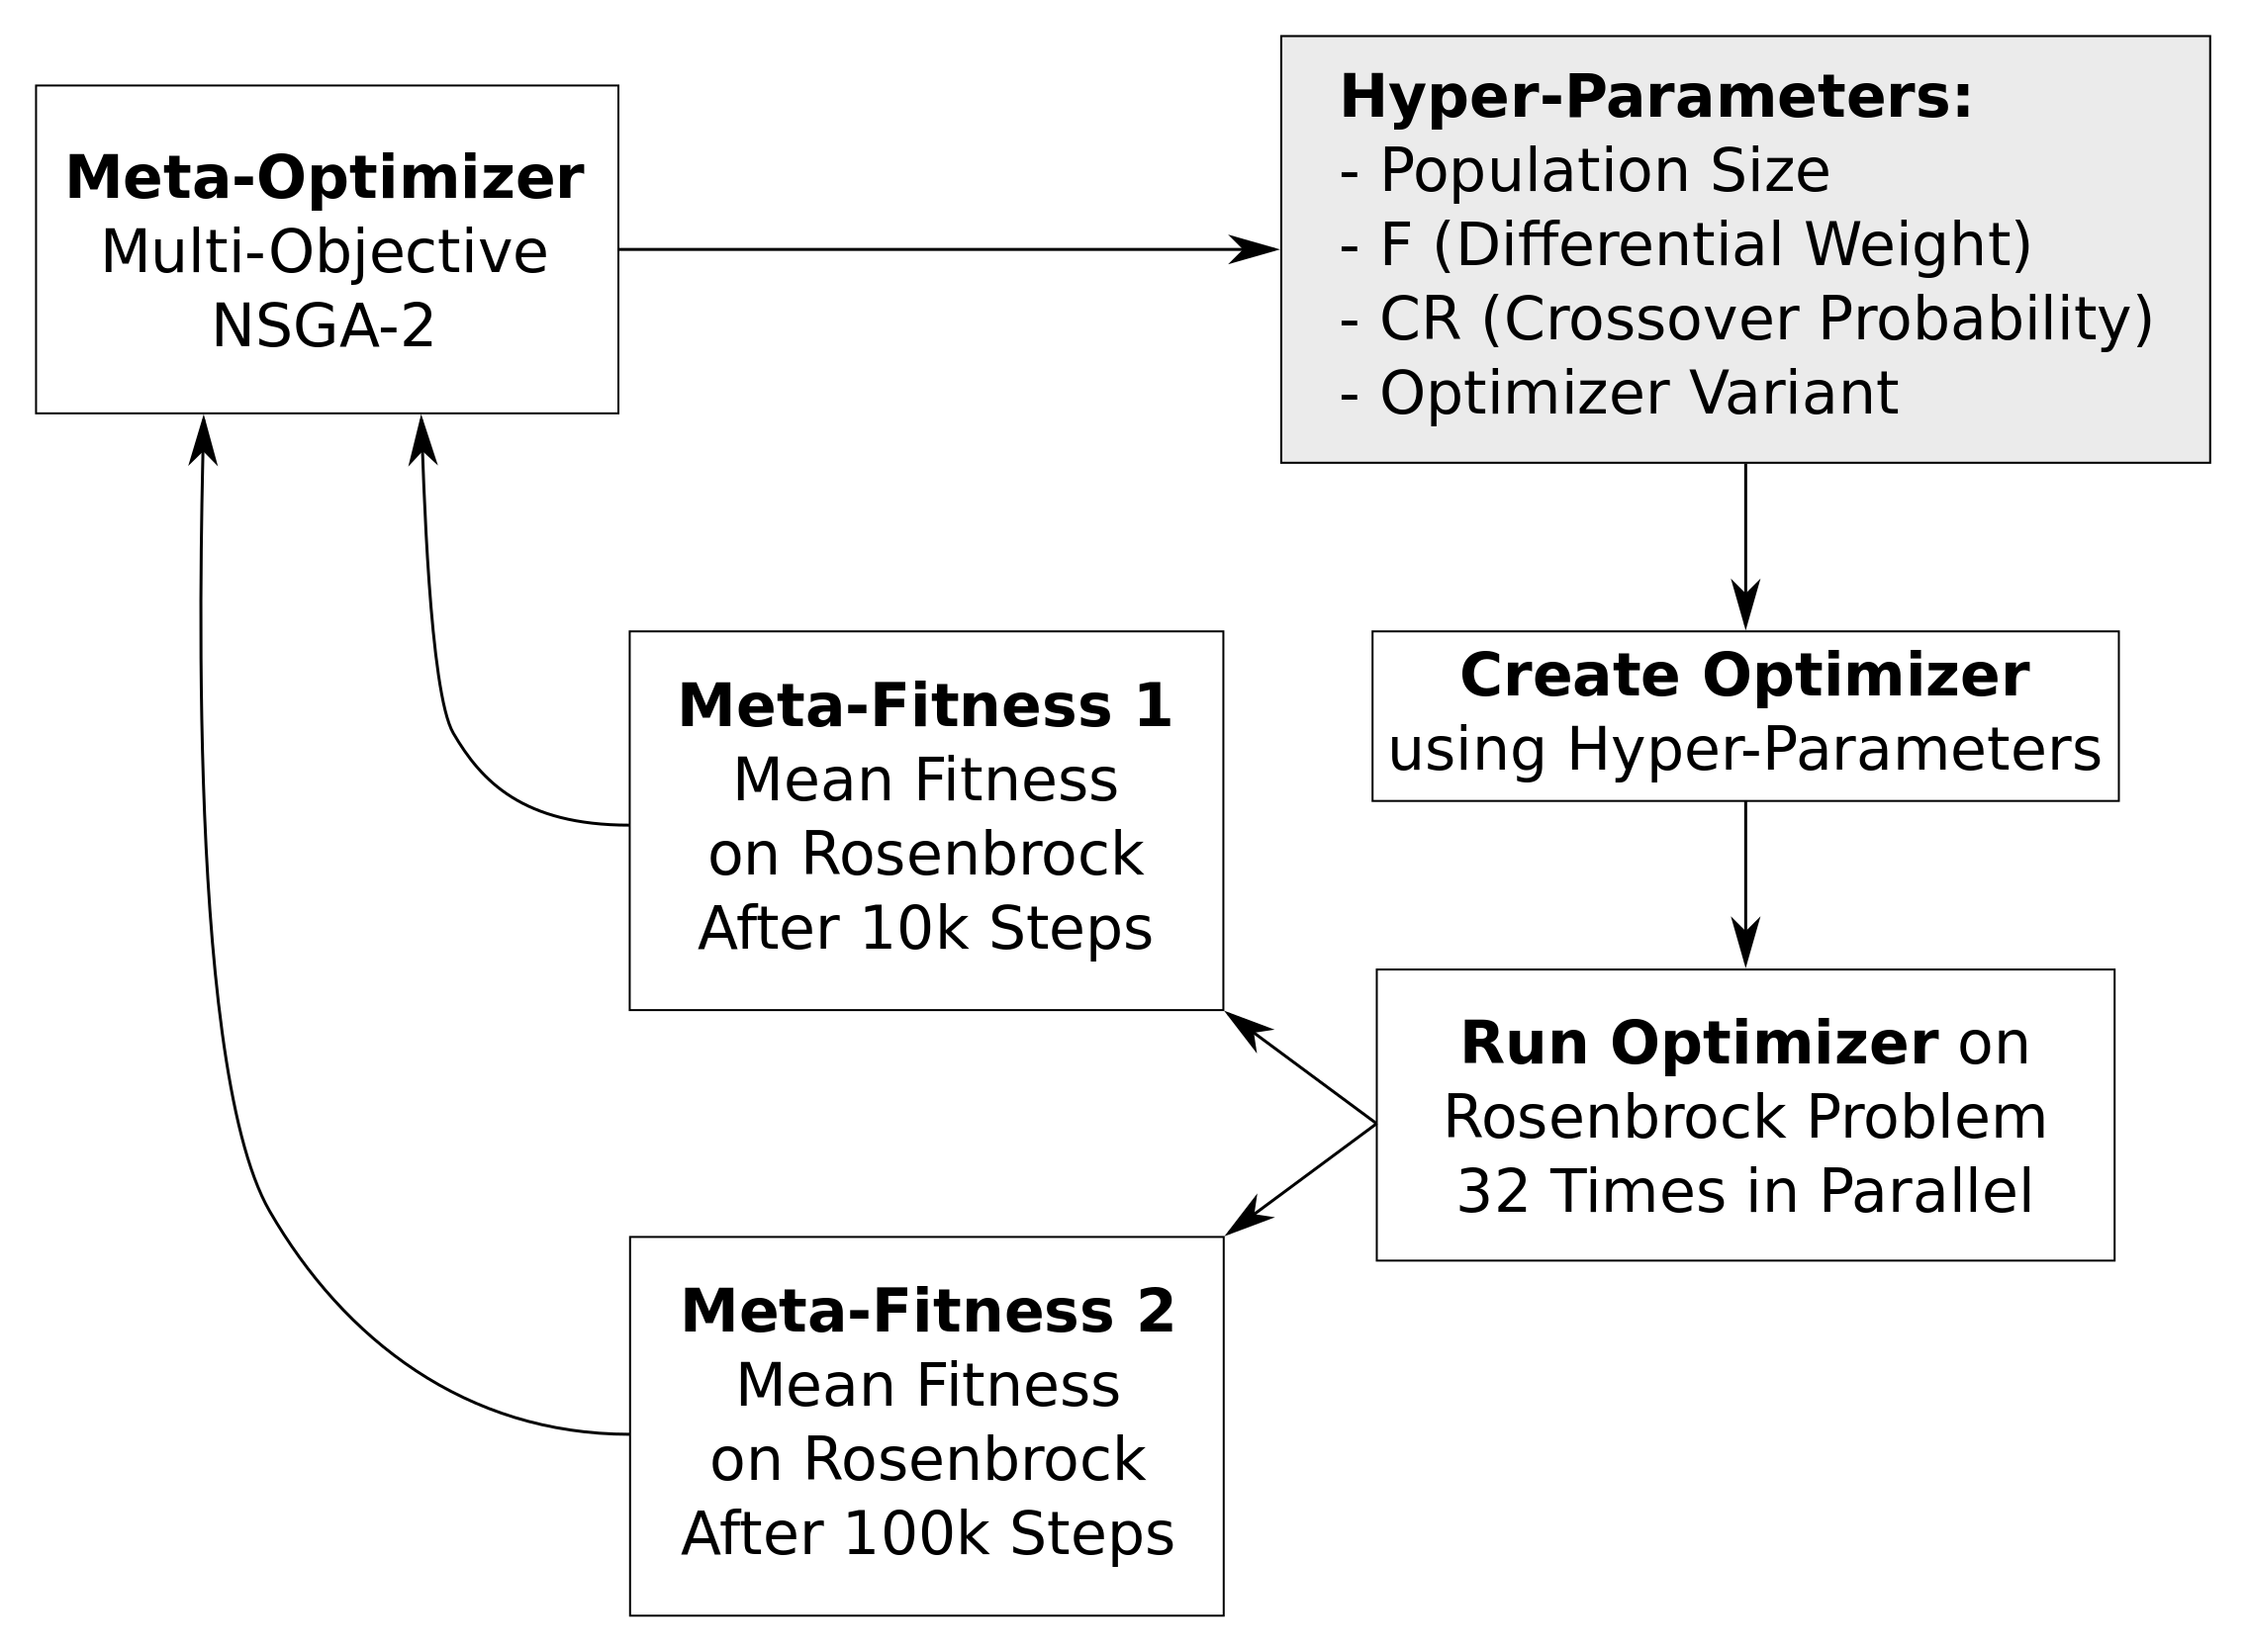 Meta-Optimizer
Multi-Objective
NSGA-2
Hyper-Parameters:
- Population Size
- F (Differential Weight)
- CR (Crossover Probability)
- Optimizer Variant
Create Optimizer
using Hyper-Parameters
Run Optimizer on
Rosenbrock Problem
32 Times in Parallel
Meta-Fitness 1
Mean Fitness
on Rosenbrock
After 10k Steps
Meta-Fitness 2
Mean Fitness
on Rosenbrock
After 100k Steps